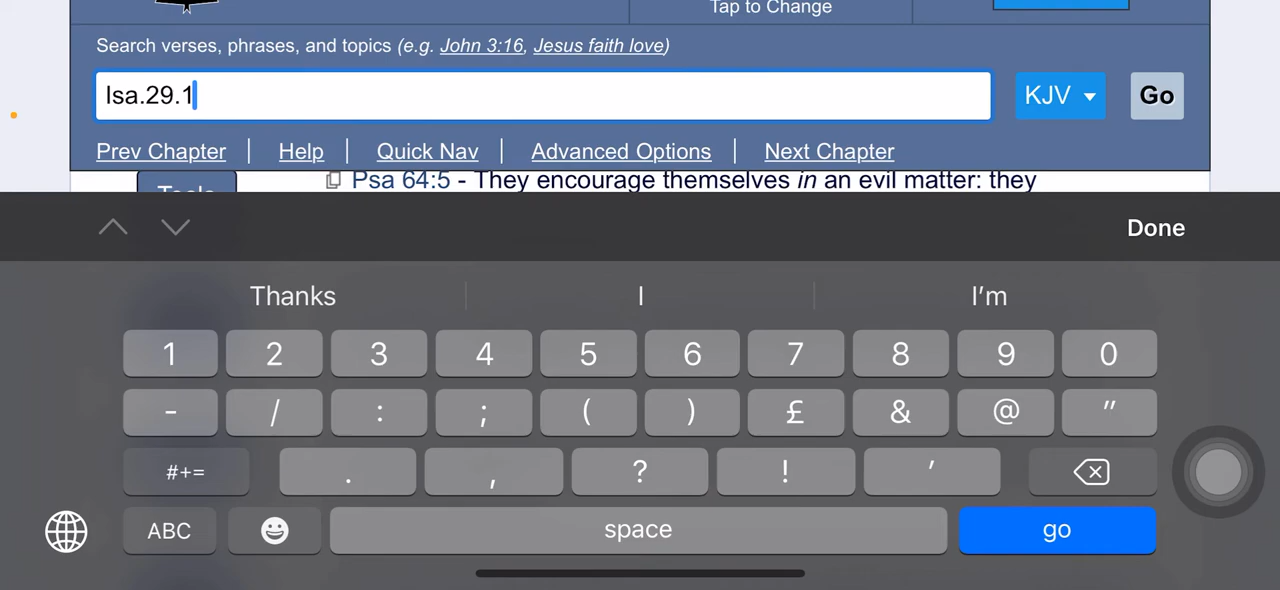 Tap to Change
Search verses, phrases, and topics (e.g. John 3:16, Jesus faith love)
Isa.29.1 KJV Go
Prev Chapter | Help | Quick Nav | Advanced Options | Next Chapter
Tools Psa 64:5 - They encourage themselves in an evil matter: they
Done
Thanks I I'm
1 2 3 4 5 6 7 8 9 0
- / : ; ( ) £ & @ "
#+= . , ? ! '
ABC space go